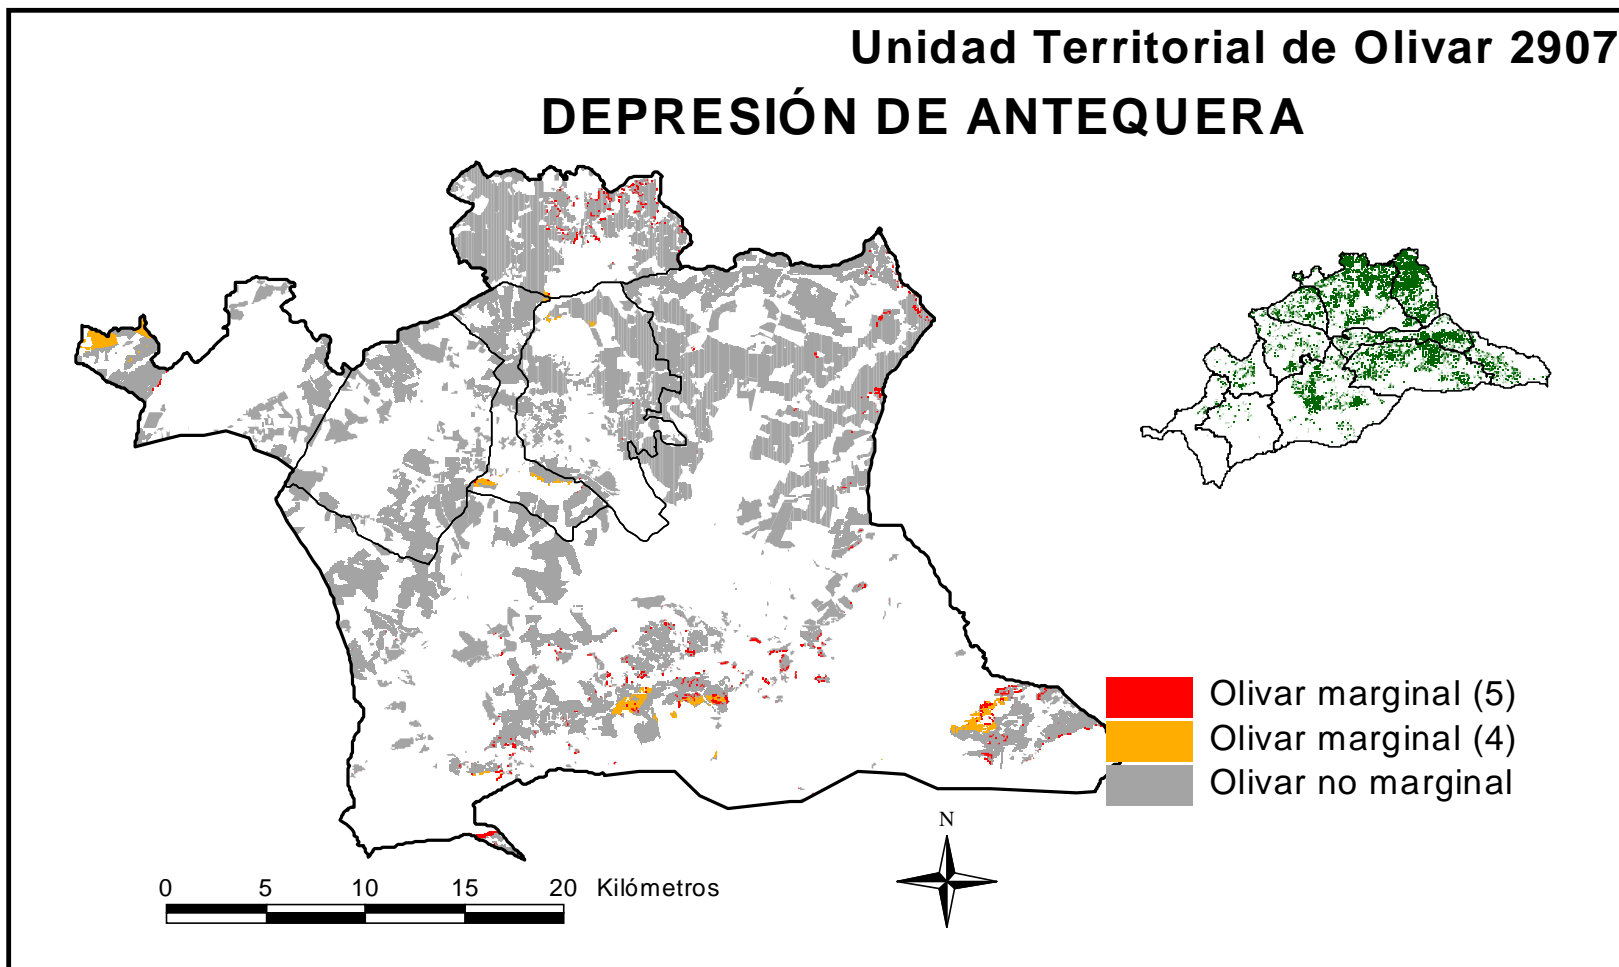 Unidad Territorial de Olivar 2907
DEPRESIÓN DE ANTEQUERA
Olivar marginal (5)
Olivar marginal (4)
Olivar no marginal
N
0 5 10 15 20 Kilómetros